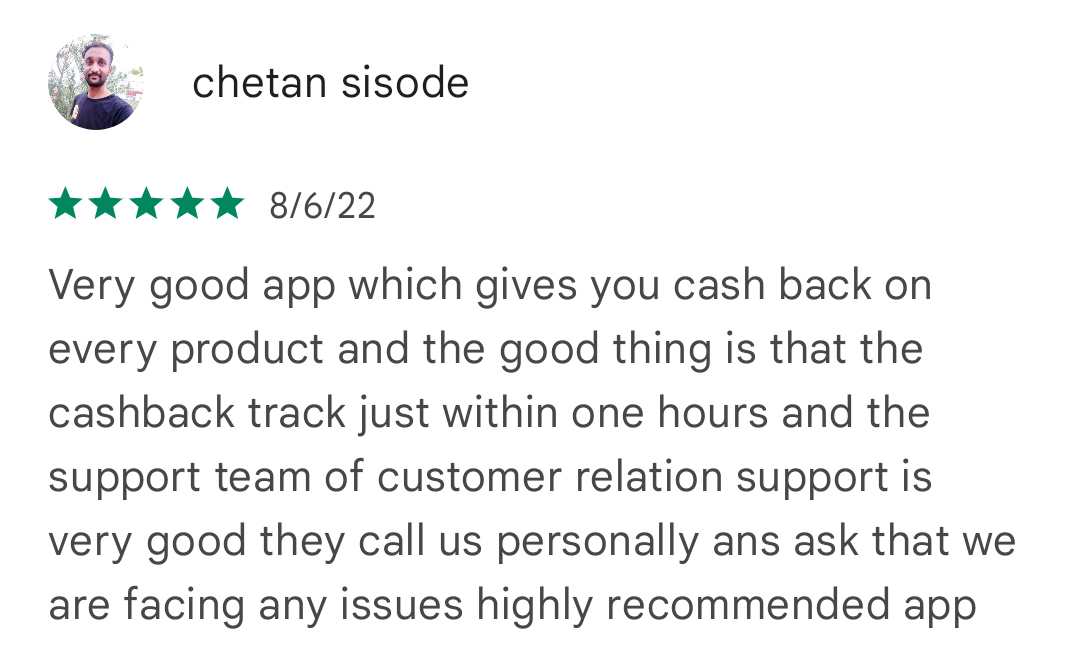 chetan sisode
8/6/22
Very good app which gives you cash back on
every product and the good thing is that the
cashback track just within one hours and the
support team of customer relation support is
very good they call us personally ans ask that we
are facing any issues highly recommended app